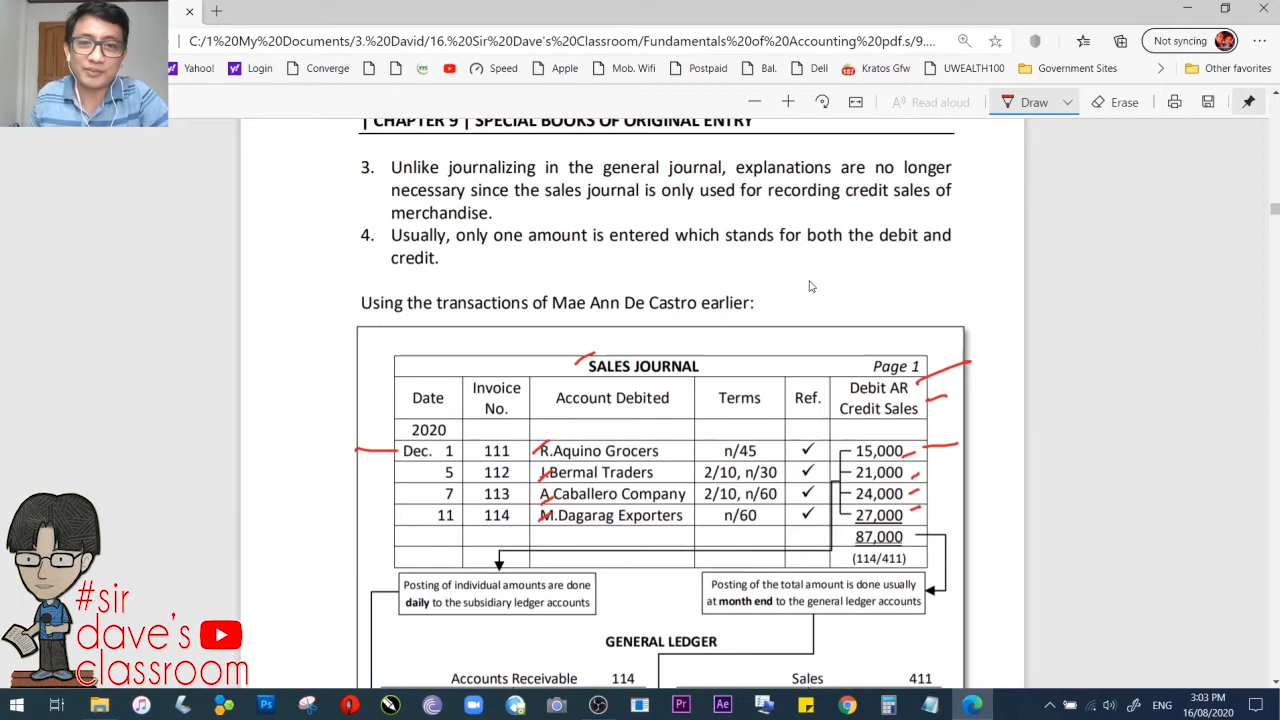 C:/1%20My%20Documents/3.%20David/16.%20Sir%20Dave's%20Classroom/Fundamentals%20of%20Accounting%20pdf.s/9....
Not syncing
Yahoo!
Login
Converge
Speed
Apple
Mob. Wifi
Postpaid
Bal.
Dell
Kratos Gfw
UWEALTH100
Government Sites
Other favorites
Read aloud
Draw
Erase
| CHAPTER 9 | SPECIAL BOOKS OF ORIGINAL ENTRY
3. Unlike journalizing in the general journal, explanations are no longer
necessary since the sales journal is only used for recording credit sales of
merchandise.
4. Usually, only one amount is entered which stands for both the debit and
credit.
Using the transactions of Mae Ann De Castro earlier:
SALES JOURNAL Page 1
Date Invoice No. Account Debited Terms Ref. Debit AR Credit Sales
2020
Dec. 1 111 R.Aquino Grocers n/45 ✓ 15,000
5 112 J.Bermal Traders 2/10, n/30 ✓ 21,000
7 113 A.Caballero Company 2/10, n/60 ✓ 24,000
11 114 M.Dagarag Exporters n/60 ✓ 27,000
87,000
(114/411)
Posting of individual amounts are done
daily to the subsidiary ledger accounts
Posting of the total amount is done usually
at month end to the general ledger accounts
GENERAL LEDGER
Accounts Receivable 114 Sales 411
#sir
dave's
classroom
ENG
3:03 PM
16/08/2020